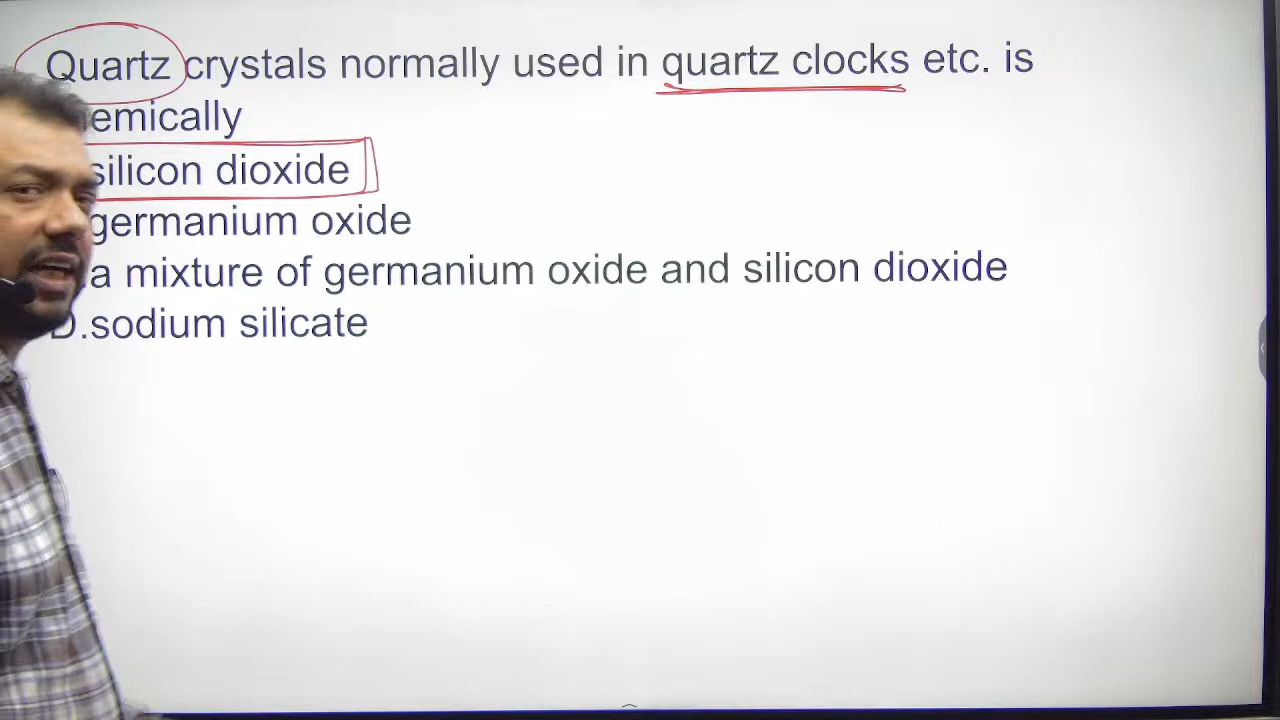 Quartz crystals normally used in quartz clocks etc. is
silicon dioxide
germanium oxide
a mixture of germanium oxide and silicon dioxide
D.sodium silicate